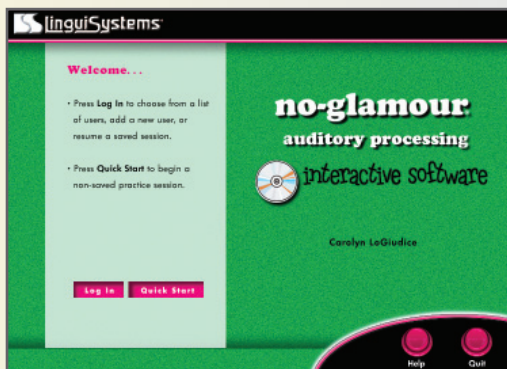 LinguiSystems
Welcome...
• Press Log In to choose from a list
of users, add a new user, or
resume a saved session.
• Press Quick Start to begin a
non-saved practice session.
Log In Quick Start
no-glamour
auditory processing
interactive software
Carolyn LoGiudice
Help Quit